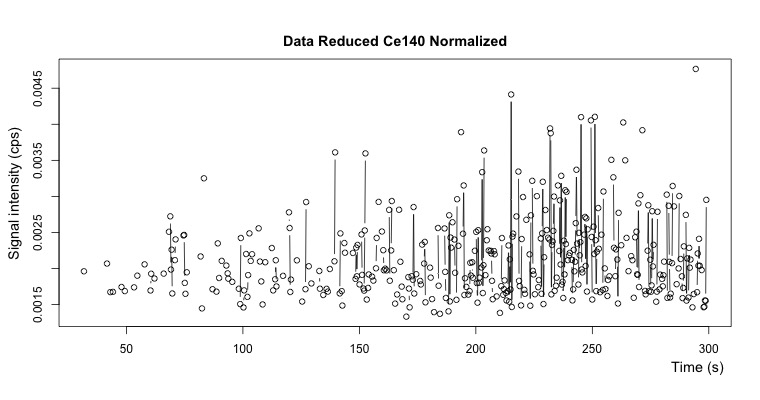 Data Reduced Ce140 Normalized
Signal intensity (cps)
0.0045
0.0035
0.0025
0.0015
50 100 150 200 250 300
Time (s)